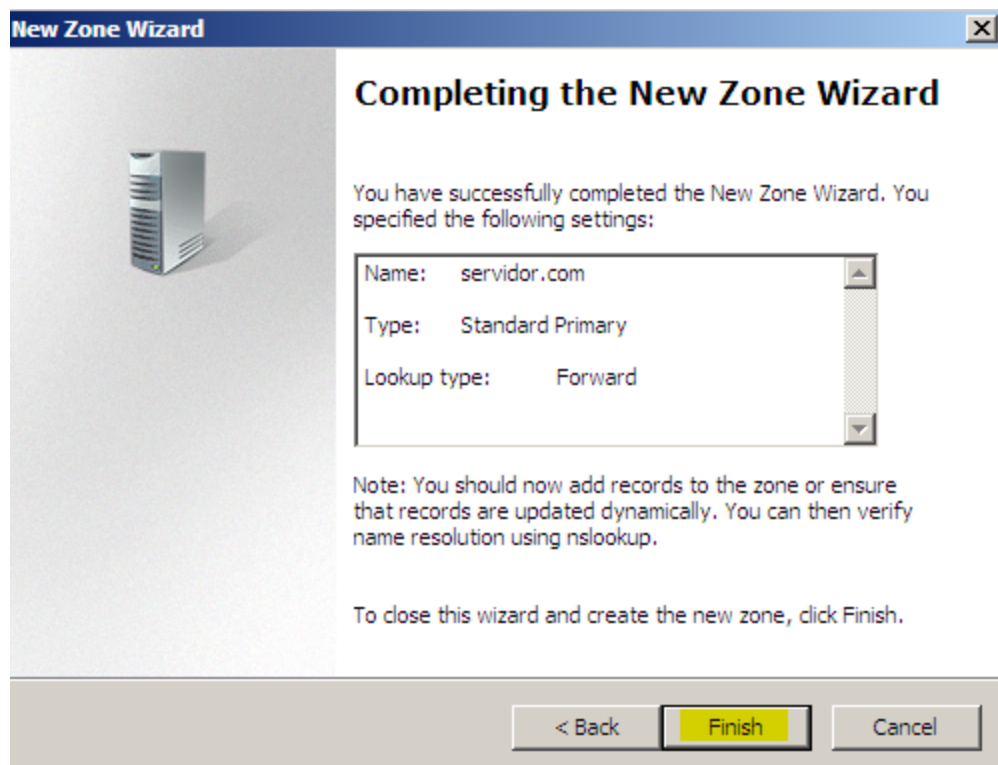 New Zone Wizard
Completing the New Zone Wizard
You have successfully completed the New Zone Wizard. You
specified the following settings:
Name: servidor.com
Type: Standard Primary
Lookup type: Forward
Note: You should now add records to the zone or ensure
that records are updated dynamically. You can then verify
name resolution using nslookup.
To close this wizard and create the new zone, click Finish.
< Back Finish Cancel